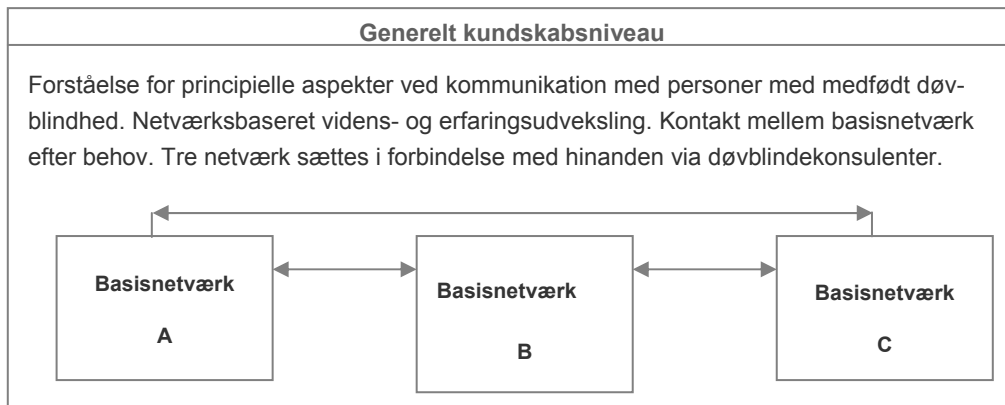 Generelt kundskabsniveau
Forståelse for principielle aspekter ved kommunikation med personer med medfødt døv-
blindhed. Netværksbaseret videns- og erfaringsudveksling. Kontakt mellem basisnetværk
efter behov. Tre netværk sættes i forbindelse med hinanden via døvblindekonsulenter.
Basisnetværk
A
Basisnetværk
B
Basisnetværk
C